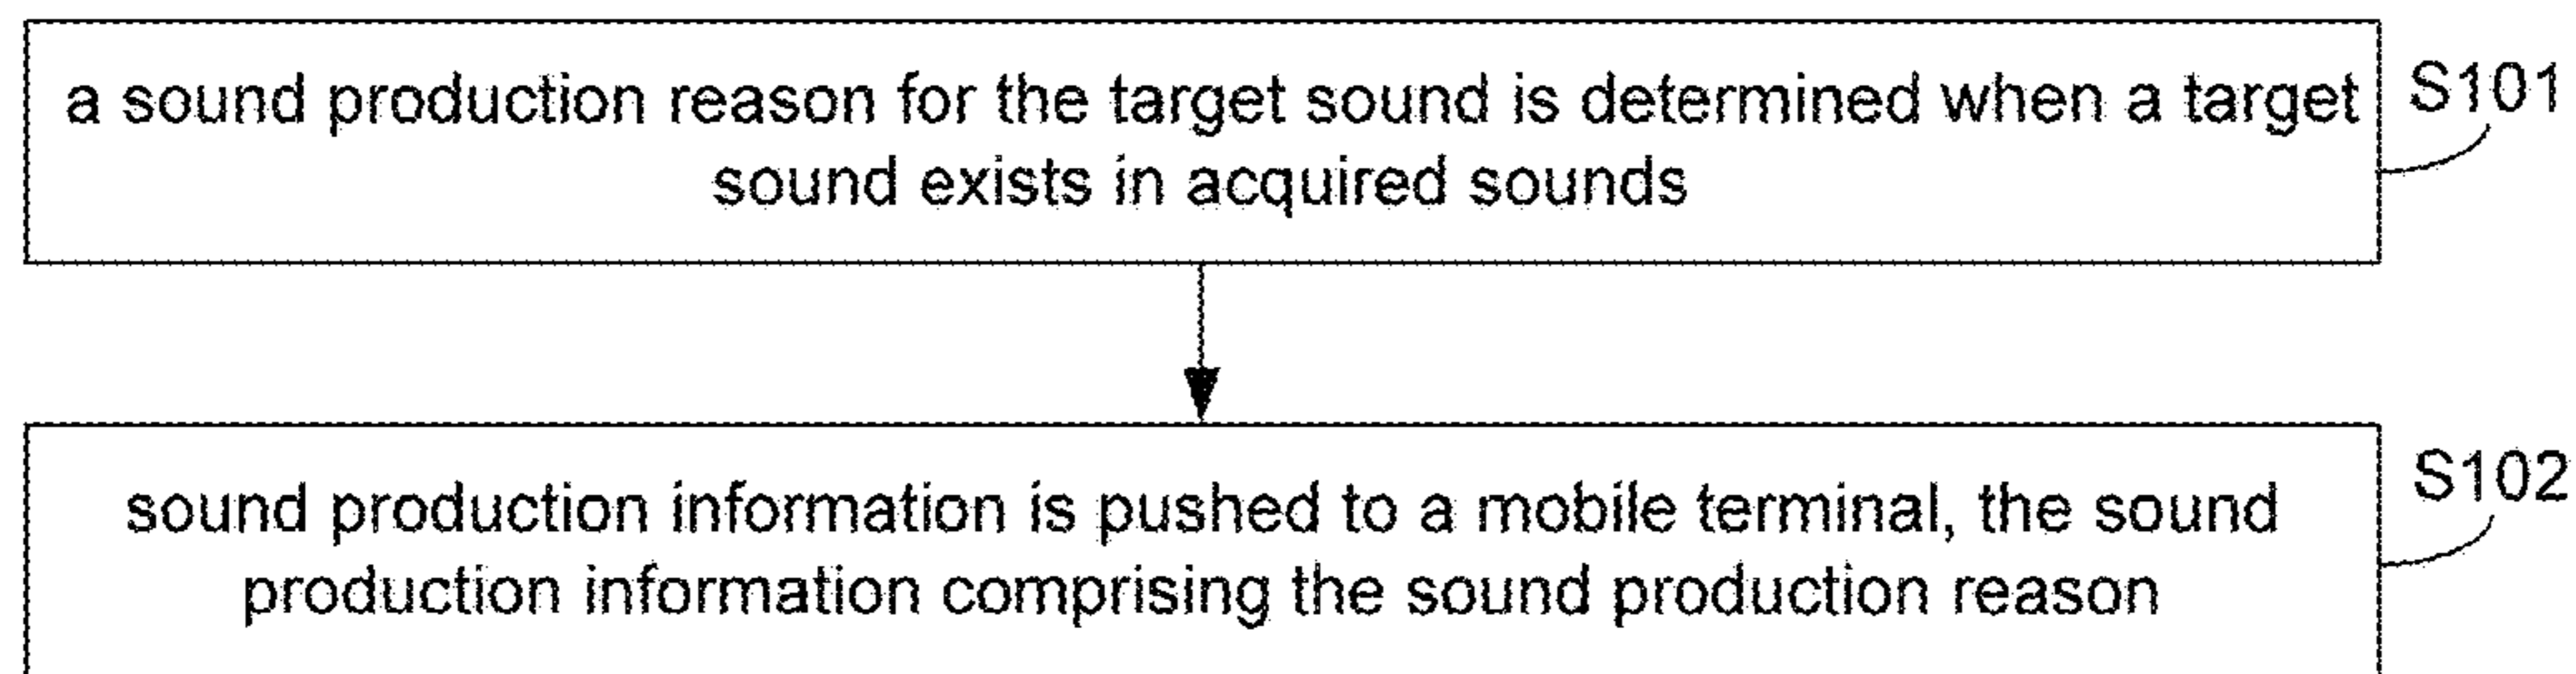 a sound production reason for the target sound is determined when a target
sound exists in acquired sounds
S101
sound production information is pushed to a mobile terminal, the sound
production information comprising the sound production reason
S102